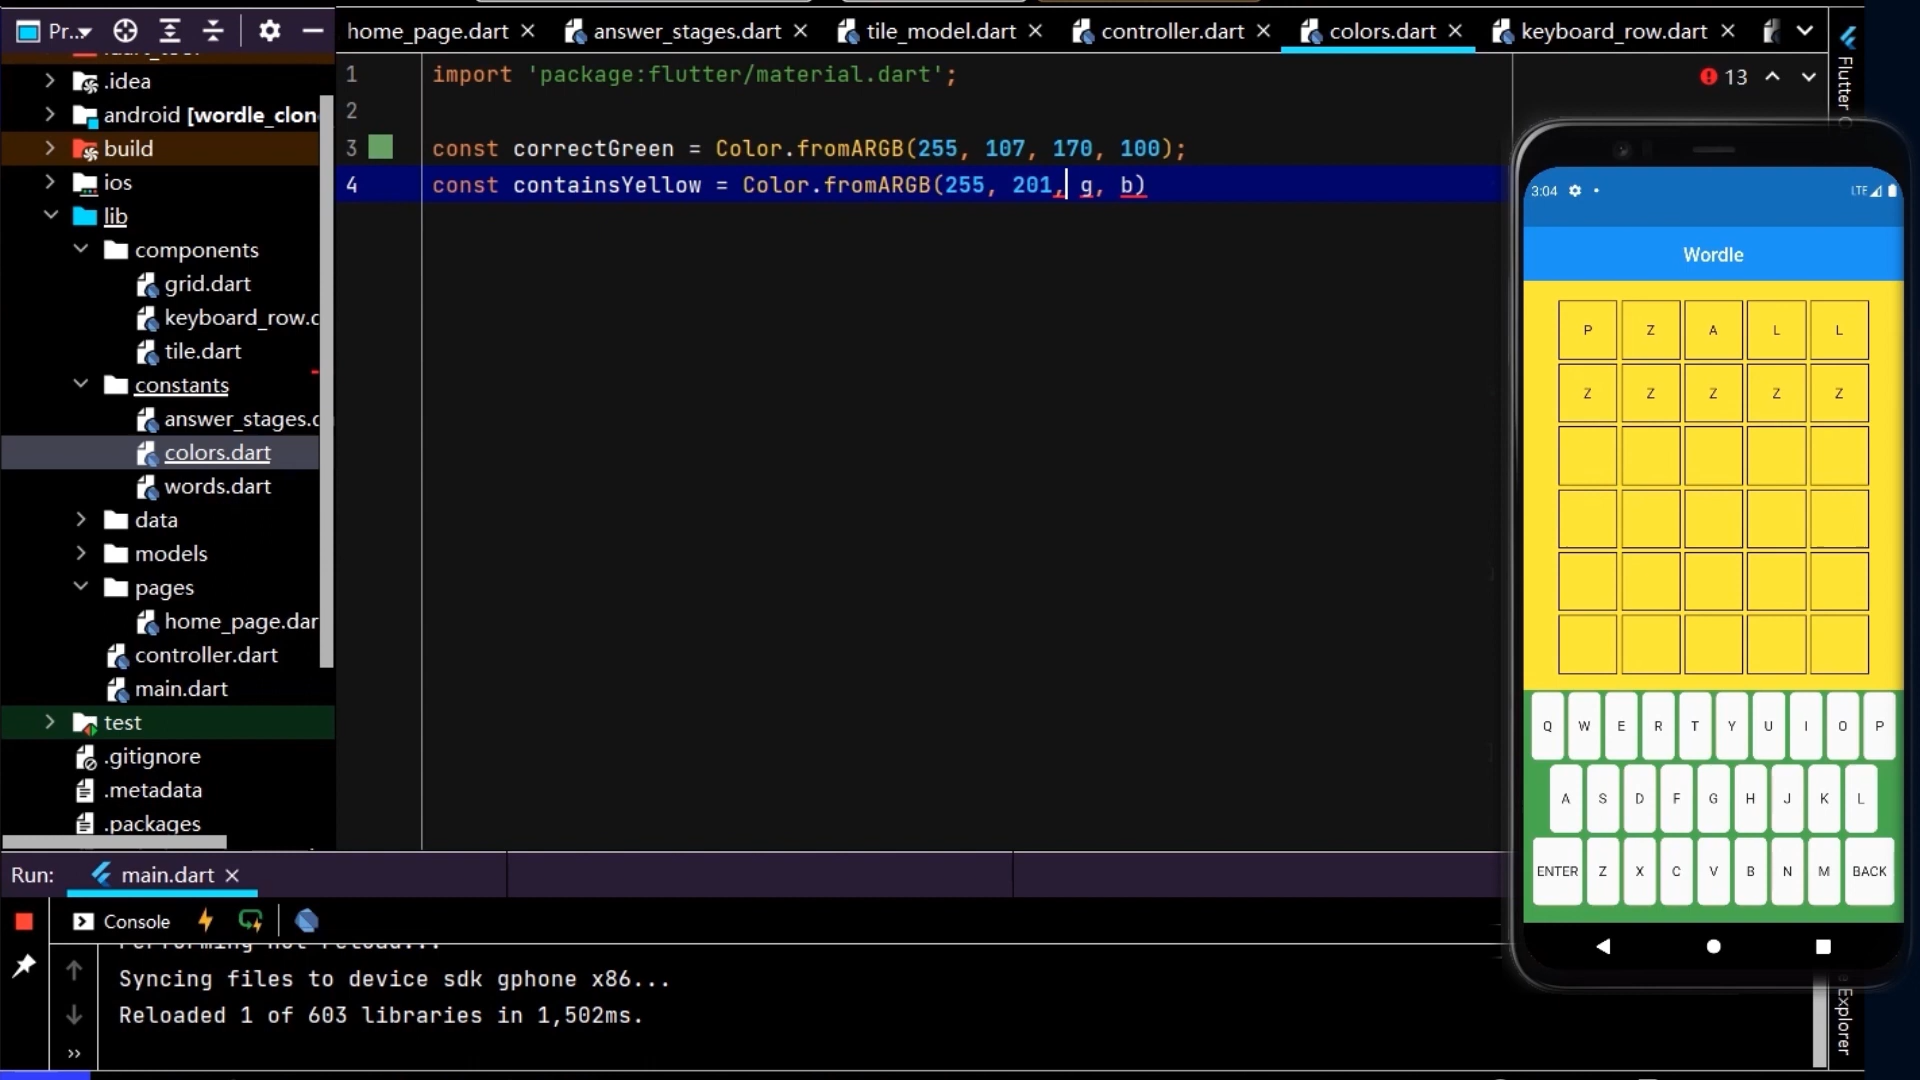 Pr...
home_page.dart
answer_stages.dart
tile_model.dart
controller.dart
colors.dart
keyboard_row.dart
.idea
android [wordle_clon
build
ios
lib
components
grid.dart
keyboard_row.c
tile.dart
constants
answer_stages.c
colors.dart
words.dart
data
models
pages
home_page.dar
controller.dart
main.dart
test
.gitignore
.metadata
.packages
1 import 'package:flutter/material.dart';
2
3 const correctGreen = Color.fromARGB(255, 107, 170, 100);
4 const containsYellow = Color.fromARGB(255, 201, g, b)
13
Flutter O
Explorer
3:04
LTE
Wordle
P Z A L L
Z Z Z Z Z
Q W E R T Y U I O P
A S D F G H J K L
ENTER Z X C V B N M BACK
Run: main.dart
Console
Performing hot reload...
Syncing files to device sdk gphone x86...
Reloaded 1 of 603 libraries in 1,502ms.